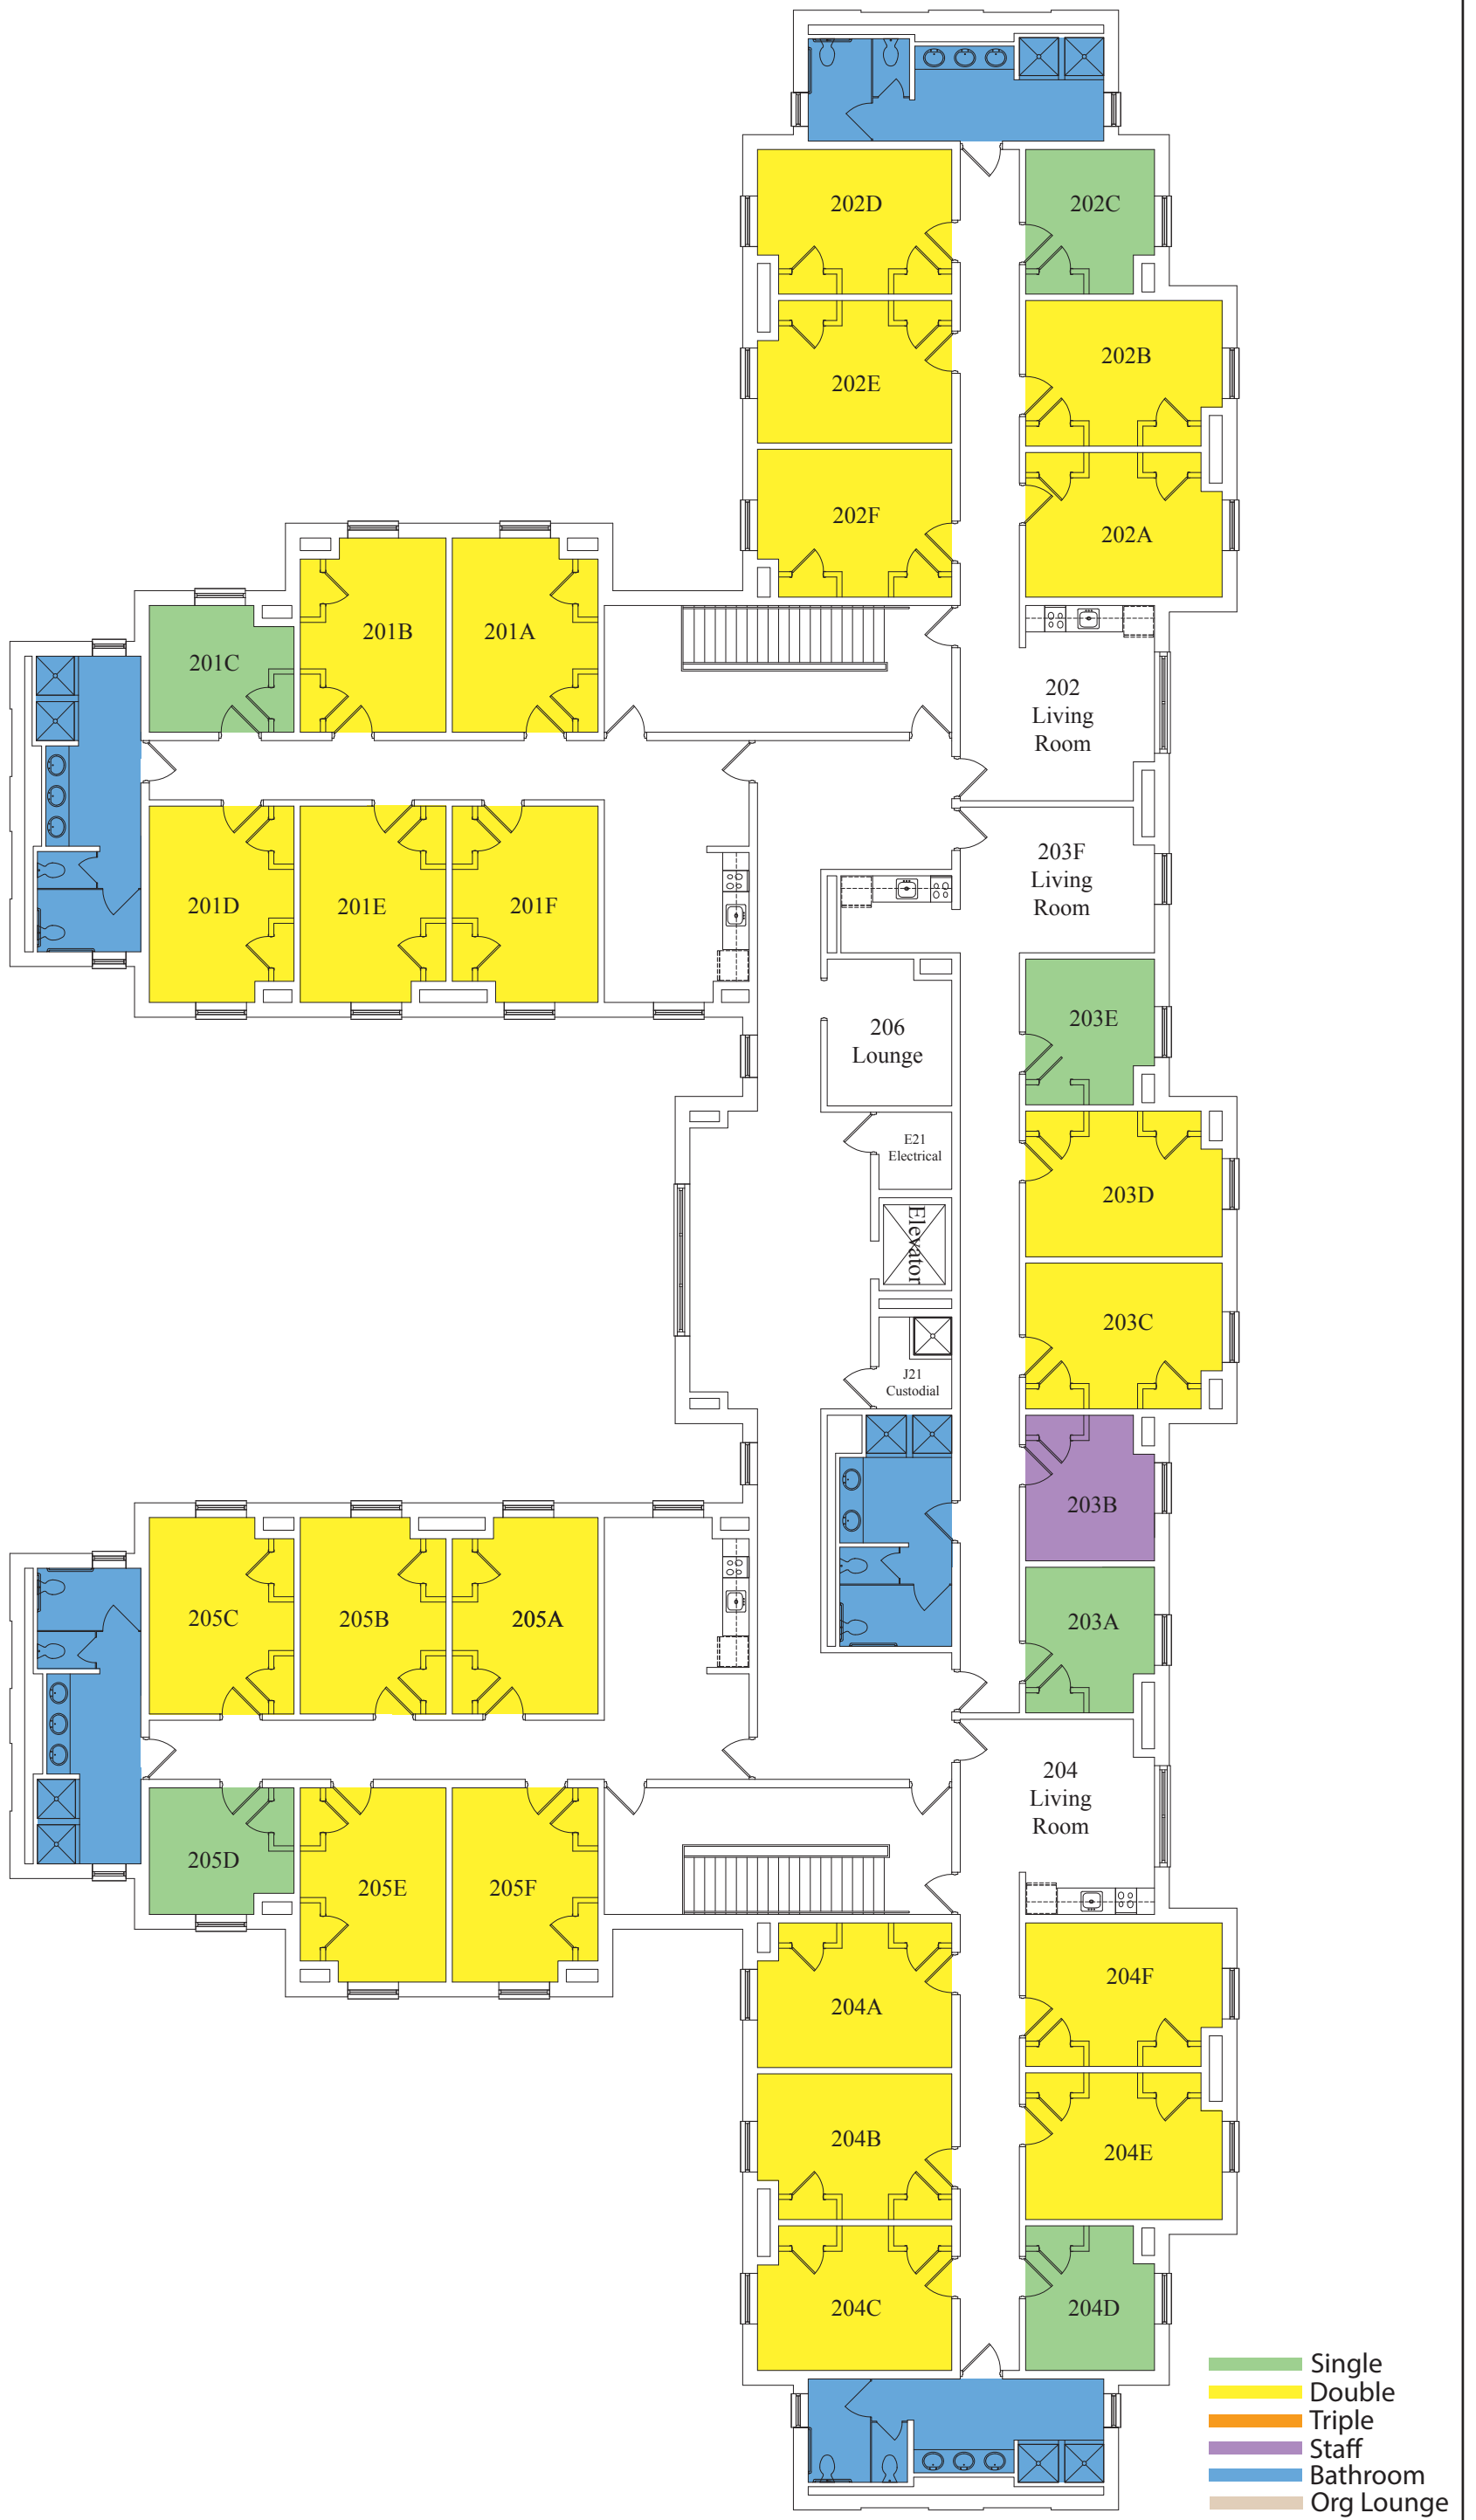 202D
202C
202B
202E
202F
202A
201B
201A
201C
202
Living
Room
203F
Living
Room
201D
201E
201F
206
Lounge
203E
E21
Electrical
203D
Elevator
203C
J21
Custodial
203B
205C
205B
205A
203A
204
Living
Room
205D
205E
205F
204F
204A
204B
204E
204C
204D
Single
Double
Triple
Staff
Bathroom
Org Lounge